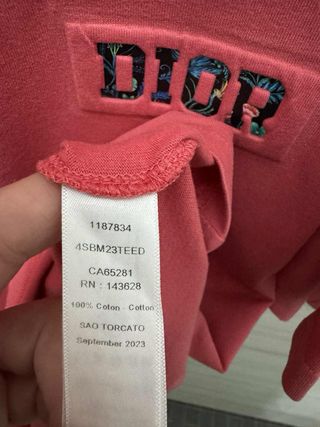 DIOR
1187834
4SBM23TEED
CA65281
RN : 143628
100% Coton - Cotton
SAO TORCATO
September 2023